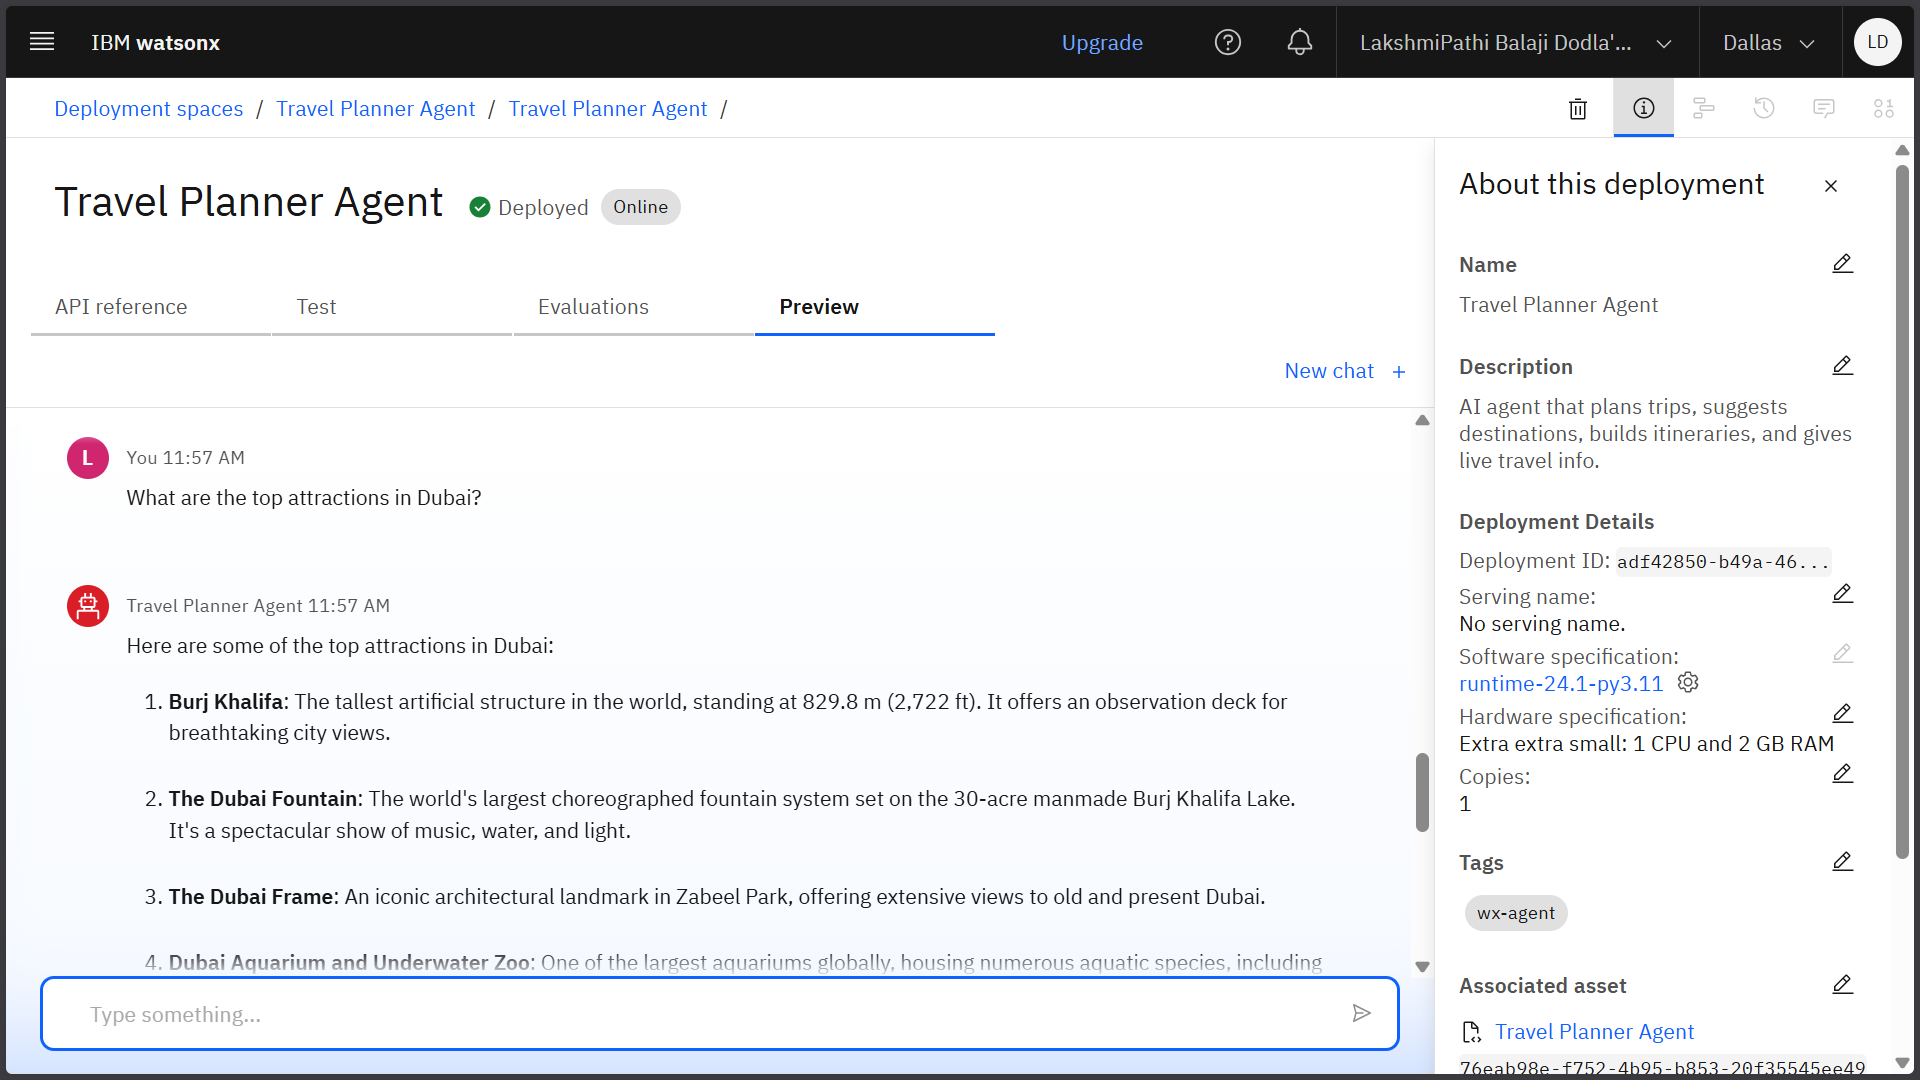 IBM watsonx
Upgrade
LakshmiPathi Balaji Dodla'...
Dallas
LD
Deployment spaces / Travel Planner Agent / Travel Planner Agent /
Travel Planner Agent
Deployed
Online
API reference
Test
Evaluations
Preview
New chat +
L
You 11:57 AM
What are the top attractions in Dubai?
Travel Planner Agent 11:57 AM
Here are some of the top attractions in Dubai:
1. Burj Khalifa: The tallest artificial structure in the world, standing at 829.8 m (2,722 ft). It offers an observation deck for
breathtaking city views.
2. The Dubai Fountain: The world's largest choreographed fountain system set on the 30-acre manmade Burj Khalifa Lake.
It's a spectacular show of music, water, and light.
3. The Dubai Frame: An iconic architectural landmark in Zabeel Park, offering extensive views to old and present Dubai.
4. Dubai Aquarium and Underwater Zoo: One of the largest aquariums globally, housing numerous aquatic species, including
Type something...
About this deployment
Name
Travel Planner Agent
Description
AI agent that plans trips, suggests
destinations, builds itineraries, and gives
live travel info.
Deployment Details
Deployment ID: adf42850-b49a-46...
Serving name:
No serving name.
Software specification:
runtime-24.1-py3.11
Hardware specification:
Extra extra small: 1 CPU and 2 GB RAM
Copies:
1
Tags
wx-agent
Associated asset
Travel Planner Agent
76eab98e-f752-4b95-b853-20f35545ee49